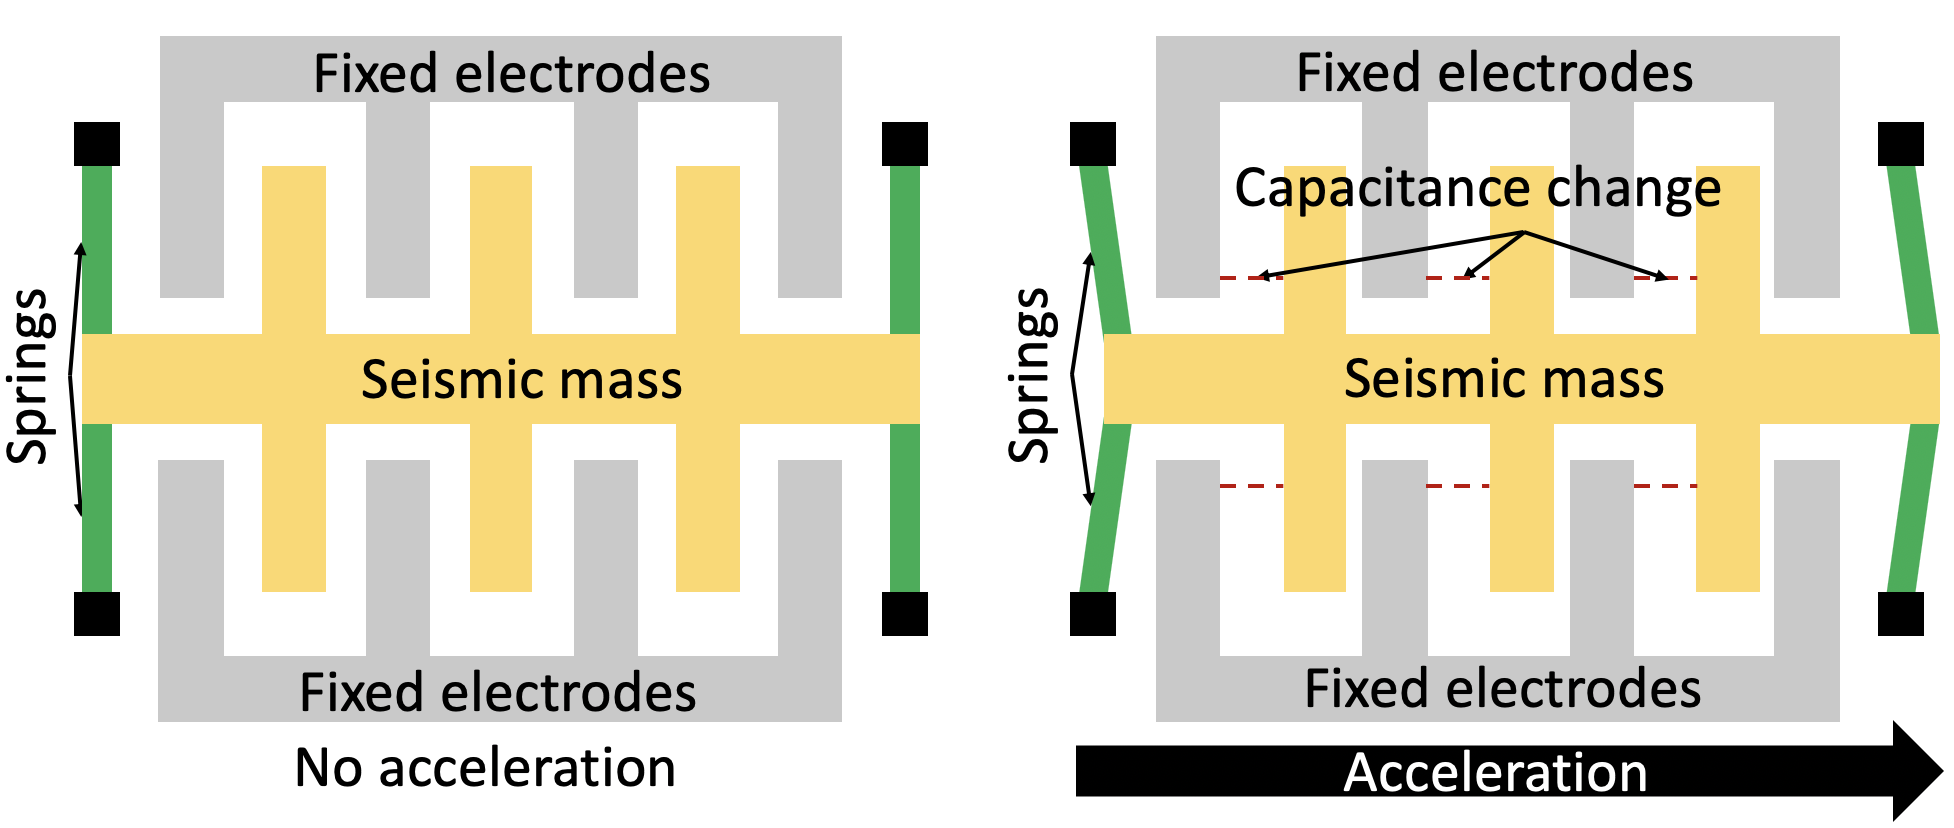 Fixed electrodes
Springs
Seismic mass
Fixed electrodes
No acceleration
Fixed electrodes
Capacitance change
Springs
Seismic mass
Fixed electrodes
Acceleration